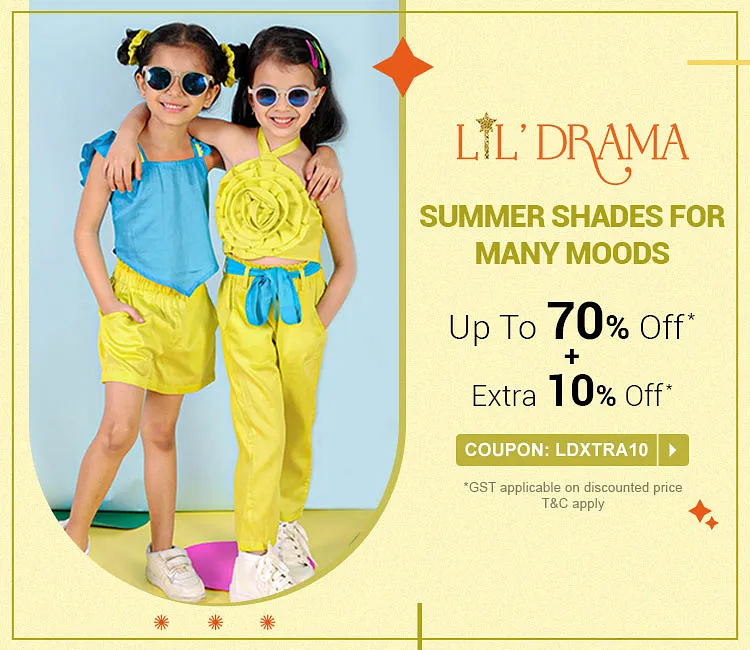 LIL' DRAMA
SUMMER SHADES FOR
MANY MOODS
Up To 70% Off*
+
Extra 10% Off*
COUPON: LDXTRA10
*GST applicable on discounted price
T&C apply